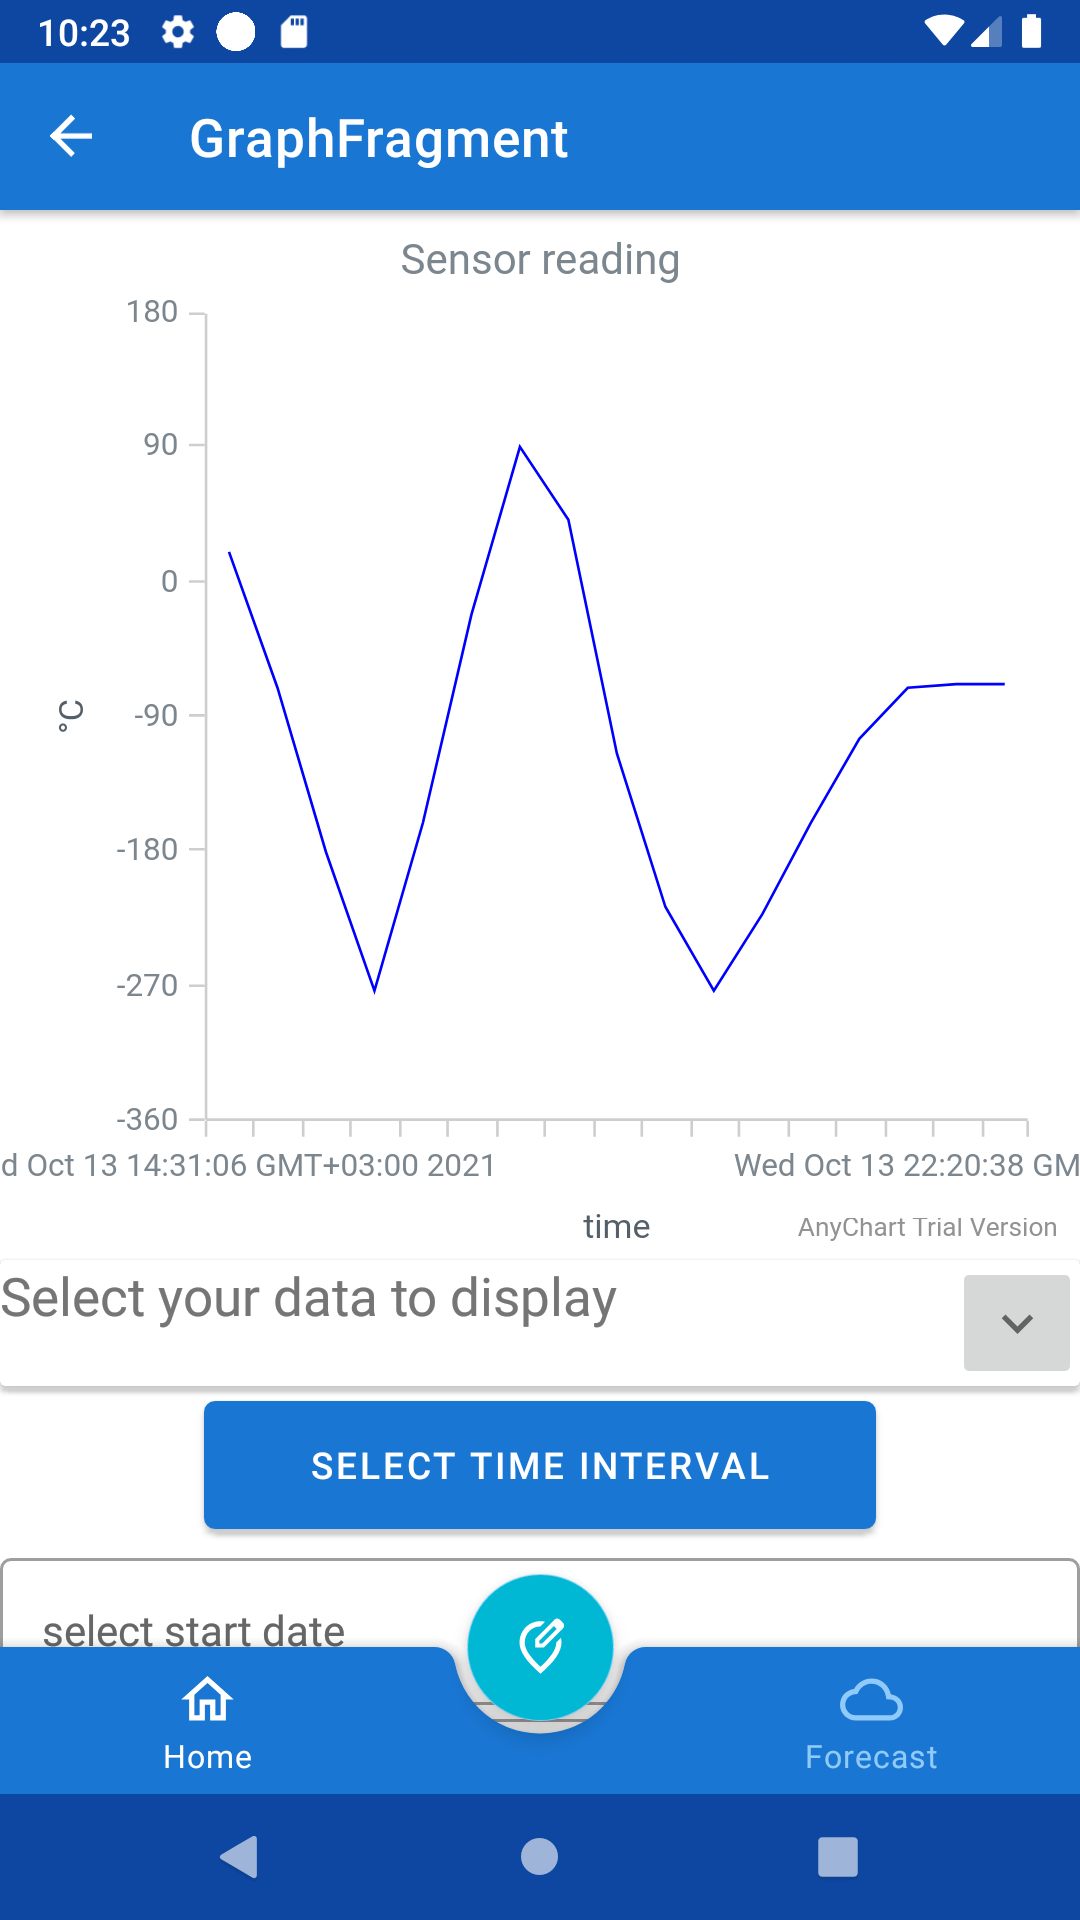 10:23
GraphFragment
Sensor reading
180
90
0
°C
-90
-180
-270
-360
d Oct 13 14:31:06 GMT+03:00 2021
Wed Oct 13 22:20:38 GM
time
AnyChart Trial Version
Select your data to display
SELECT TIME INTERVAL
select start date
Home
Forecast